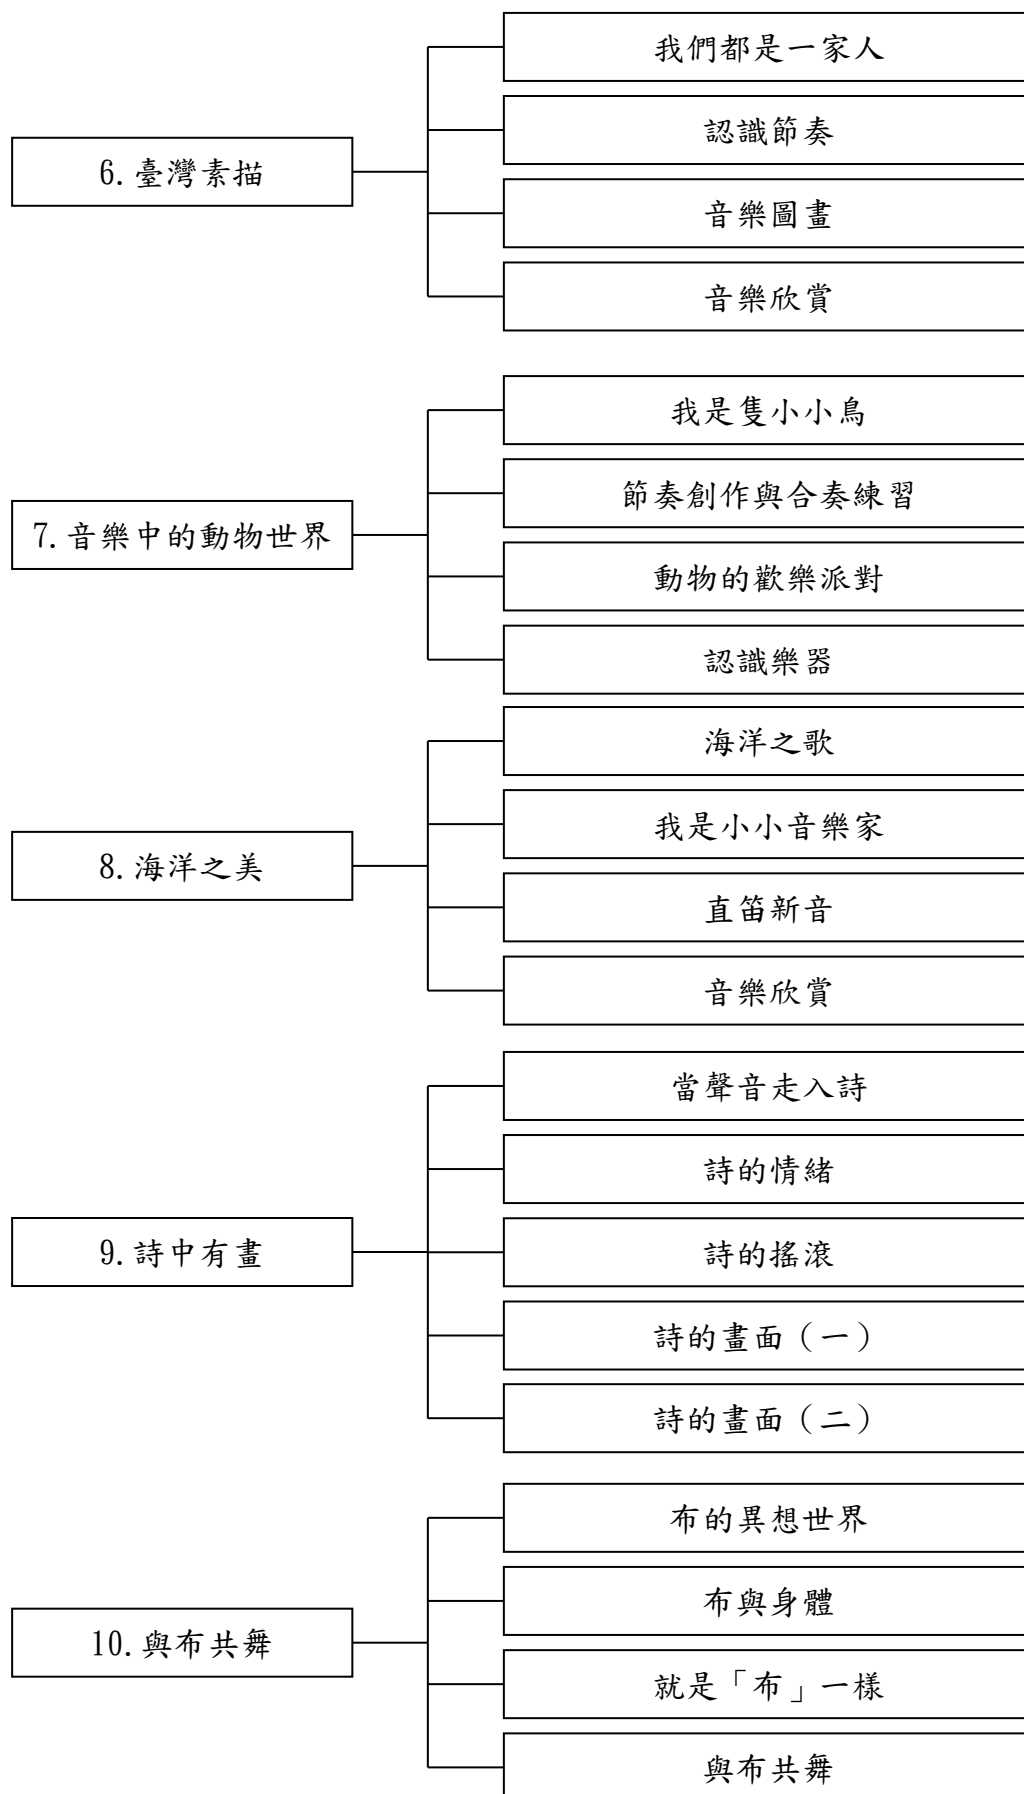 6.臺灣素描
我們都是一家人
認識節奏
音樂圖畫
音樂欣賞
7.音樂中的動物世界
我是隻小小鳥
節奏創作與合奏練習
動物的歡樂派對
認識樂器
8.海洋之美
海洋之歌
我是小小音樂家
直笛新音
音樂欣賞
9.詩中有畫
當聲音走入詩
詩的情緒
詩的搖滾
詩的畫面（一）
詩的畫面（二）
10.與布共舞
布的異想世界
布與身體
就是「布」一樣
與布共舞